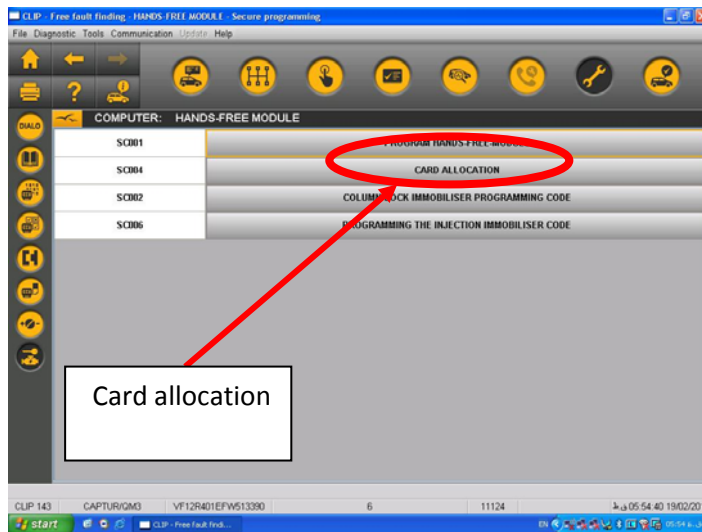 CLIP - Free fault finding - HANDS-FREE MODULE - Secure programming
File Diagnostic Tools Communication Update Help
DIALO
COMPUTER: HANDS-FREE MODULE
SC001 PROGRAM HANDS-FREE MODULE
SC004 CARD ALLOCATION
SC002 COLUMN LOCK IMMOBILISER PROGRAMMING CODE
SC006 PROGRAMMING THE INJECTION IMMOBILISER CODE
Card allocation
CLIP 143 CAPTUR/QM3 VF12R401EFW513390 6 11124 05:54:40 19/02/20
start CLIP - Free fault findi... EN 05:54